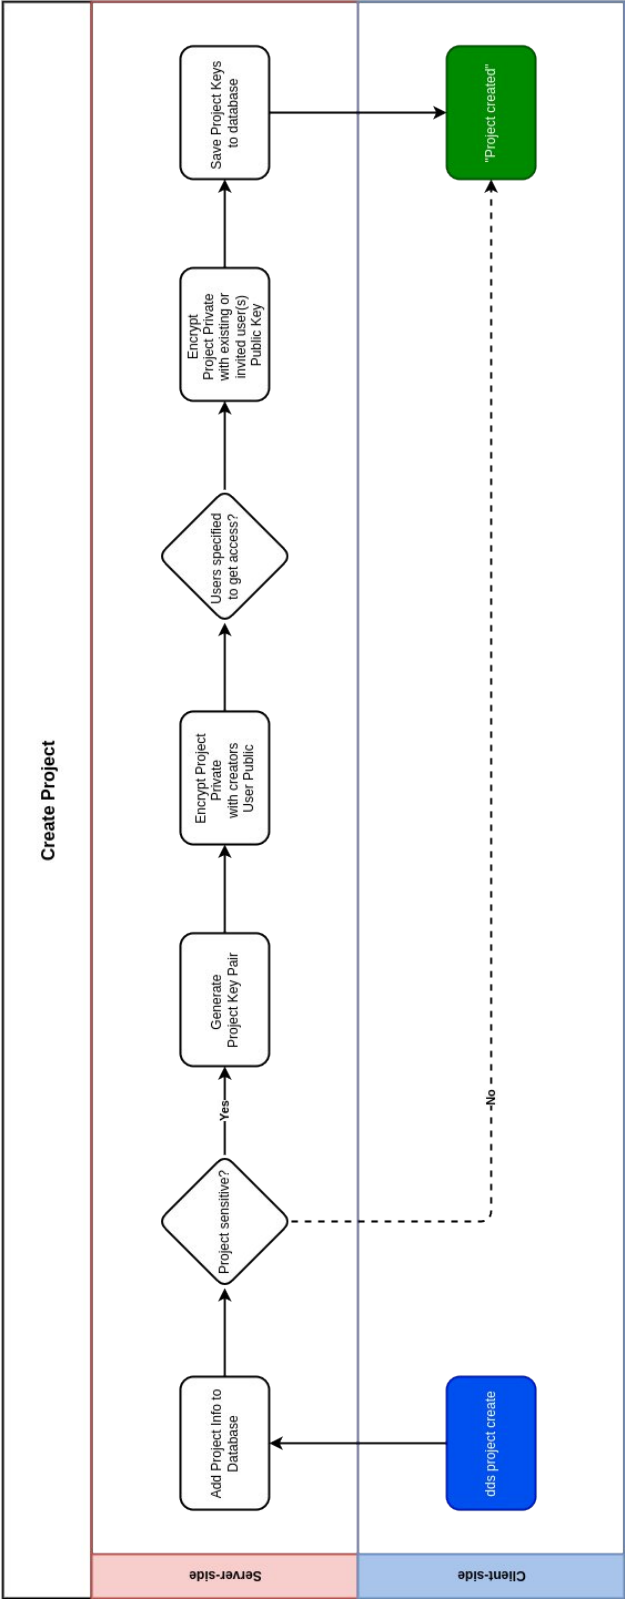 Create Project
Server-side
Client-side
dds project create
Add Project Info to
Database
Project sensitive?
Yes
No
Generate
Project Key Pair
Encrypt Project
Private
with creators
User Public
Users specified
to get access?
Encrypt
Project Private
with existing or
invited user(s)
Public Key
Save Project Keys
to database
"Project created"